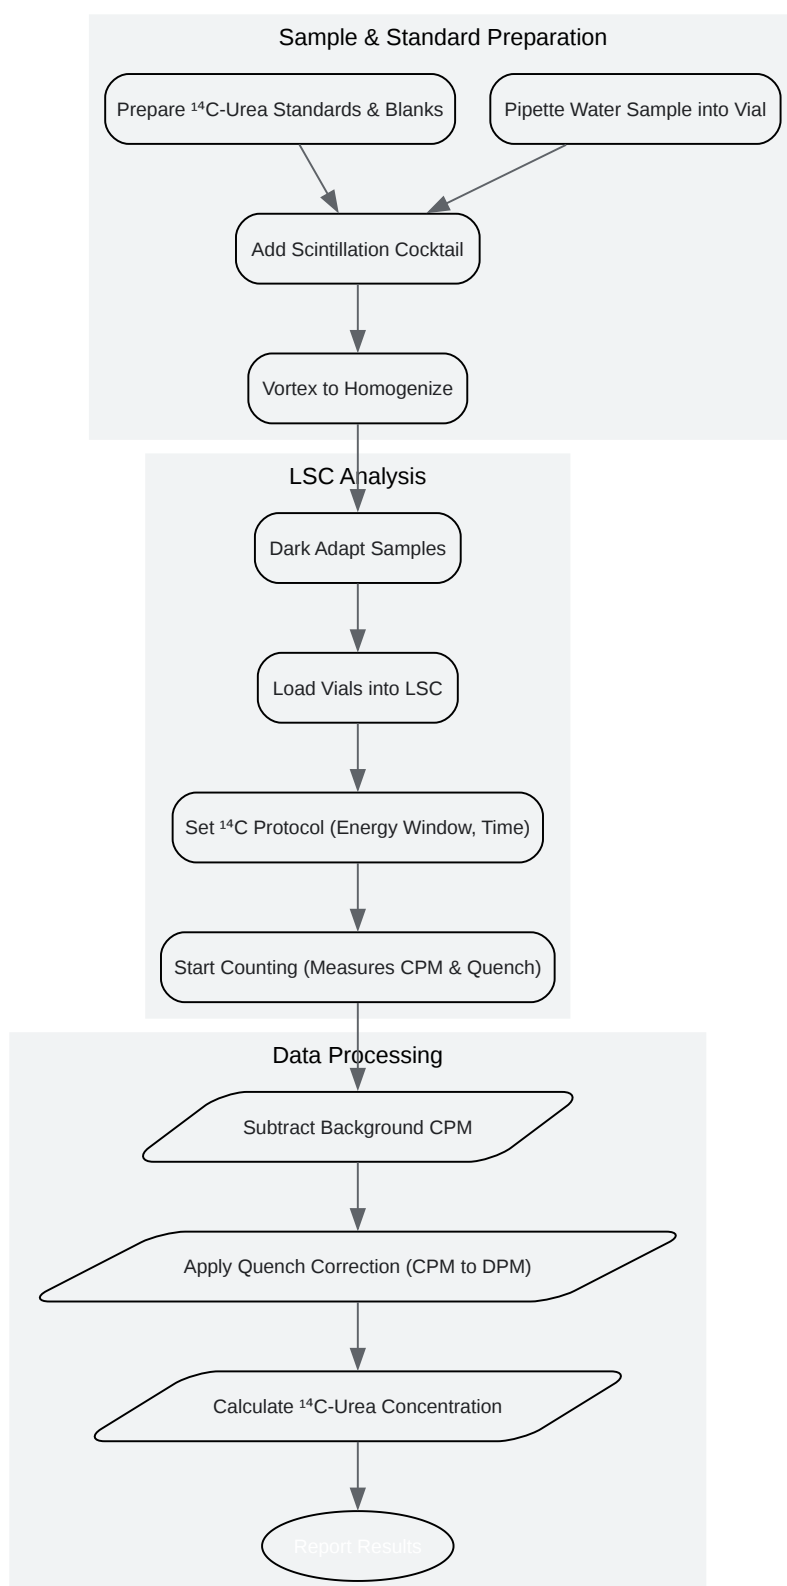 Sample & Standard Preparation
Prepare ¹⁴C-Urea Standards & Blanks
Pipette Water Sample into Vial
Add Scintillation Cocktail
Vortex to Homogenize
LSC Analysis
Dark Adapt Samples
Load Vials into LSC
Set ¹⁴C Protocol (Energy Window, Time)
Start Counting (Measures CPM & Quench)
Data Processing
Subtract Background CPM
Apply Quench Correction (CPM to DPM)
Calculate ¹⁴C-Urea Concentration
Report Results